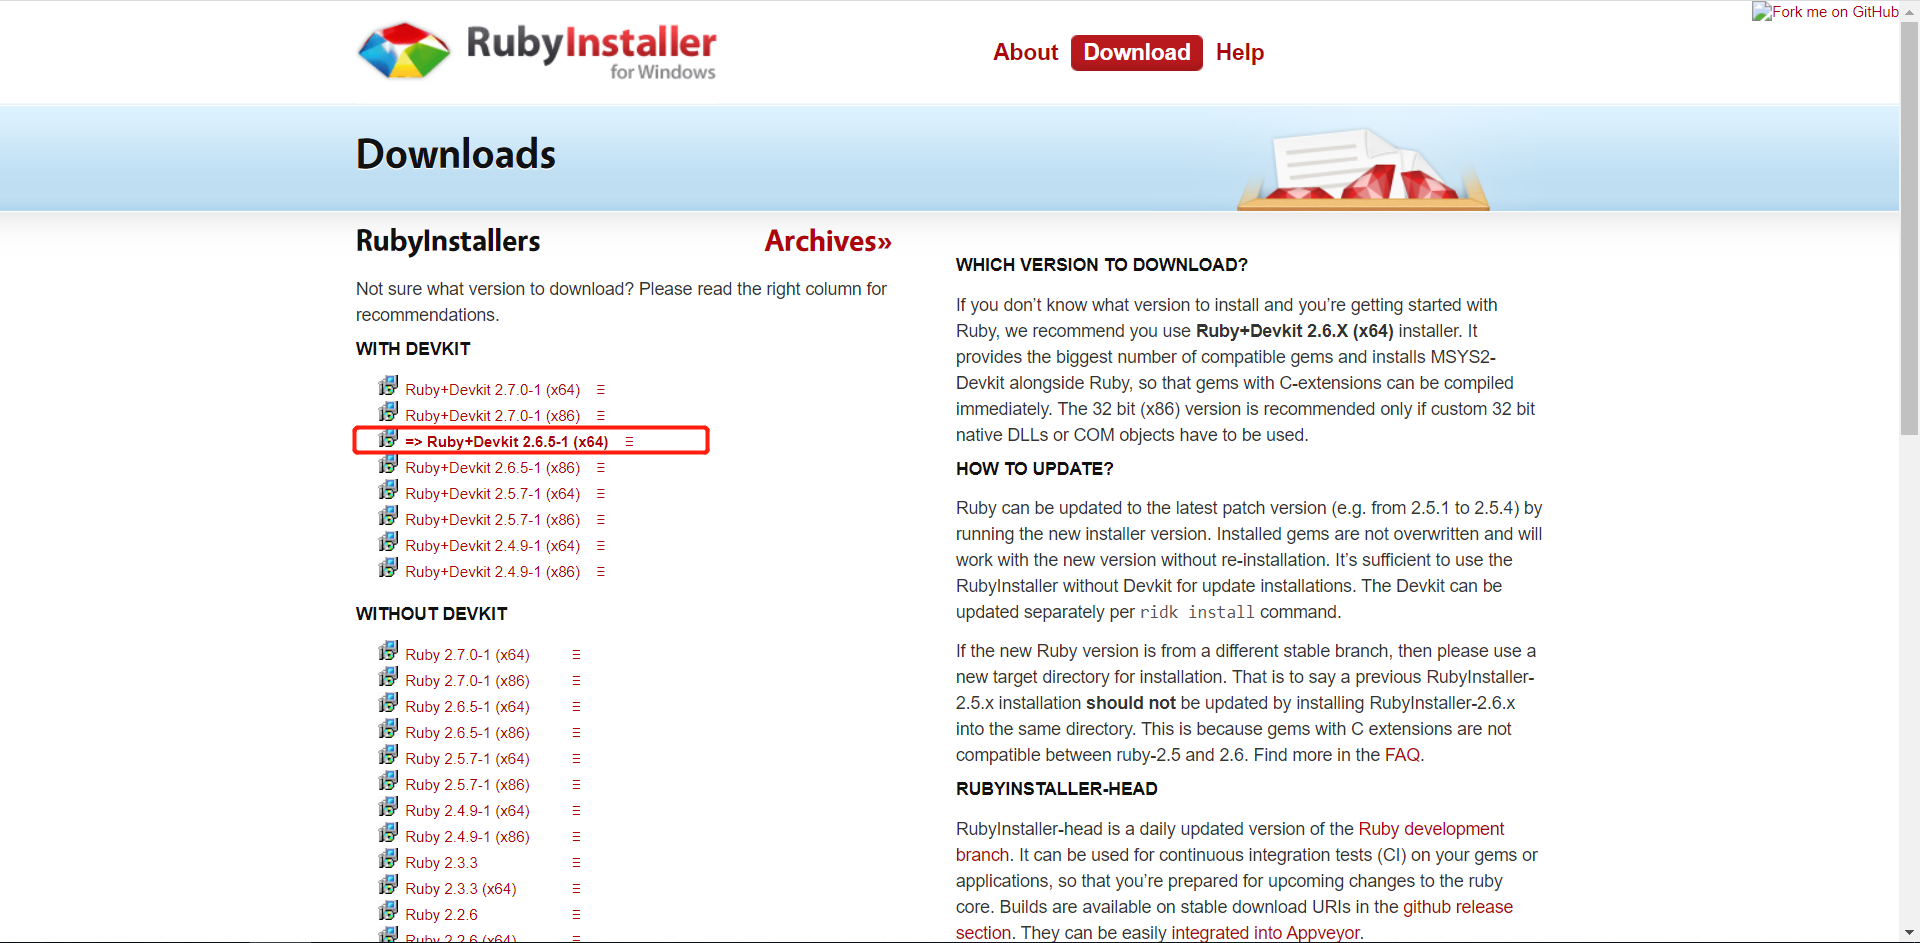 Fork me on GitHub
RubyInstaller
for Windows
About Download Help
Downloads
RubyInstallers Archives»
Not sure what version to download? Please read the right column for
recommendations.
WITH DEVKIT
Ruby+Devkit 2.7.0-1 (x64)
Ruby+Devkit 2.7.0-1 (x86)
=> Ruby+Devkit 2.6.5-1 (x64)
Ruby+Devkit 2.6.5-1 (x86)
Ruby+Devkit 2.5.7-1 (x64)
Ruby+Devkit 2.5.7-1 (x86)
Ruby+Devkit 2.4.9-1 (x64)
Ruby+Devkit 2.4.9-1 (x86)
WITHOUT DEVKIT
Ruby 2.7.0-1 (x64)
Ruby 2.7.0-1 (x86)
Ruby 2.6.5-1 (x64)
Ruby 2.6.5-1 (x86)
Ruby 2.5.7-1 (x64)
Ruby 2.5.7-1 (x86)
Ruby 2.4.9-1 (x64)
Ruby 2.4.9-1 (x86)
Ruby 2.3.3
Ruby 2.3.3 (x64)
Ruby 2.2.6
Ruby 2.2.6 (x64)
WHICH VERSION TO DOWNLOAD?
If you don’t know what version to install and you’re getting started with
Ruby, we recommend you use Ruby+Devkit 2.6.X (x64) installer. It
provides the biggest number of compatible gems and installs MSYS2-
Devkit alongside Ruby, so that gems with C-extensions can be compiled
immediately. The 32 bit (x86) version is recommended only if custom 32 bit
native DLLs or COM objects have to be used.
HOW TO UPDATE?
Ruby can be updated to the latest patch version (e.g. from 2.5.1 to 2.5.4) by
running the new installer version. Installed gems are not overwritten and will
work with the new version without re-installation. It’s sufficient to use the
RubyInstaller without Devkit for update installations. The Devkit can be
updated separately per ridk install command.
If the new Ruby version is from a different stable branch, then please use a
new target directory for installation. That is to say a previous RubyInstaller-
2.5.x installation should not be updated by installing RubyInstaller-2.6.x
into the same directory. This is because gems with C extensions are not
compatible between ruby-2.5 and 2.6. Find more in the FAQ.
RUBYINSTALLER-HEAD
RubyInstaller-head is a daily updated version of the Ruby development
branch. It can be used for continuous integration tests (CI) on your gems or
applications, so that you’re prepared for upcoming changes to the ruby
core. Builds are available on stable download URIs in the github release
section. They can be easily integrated into Appveyor.